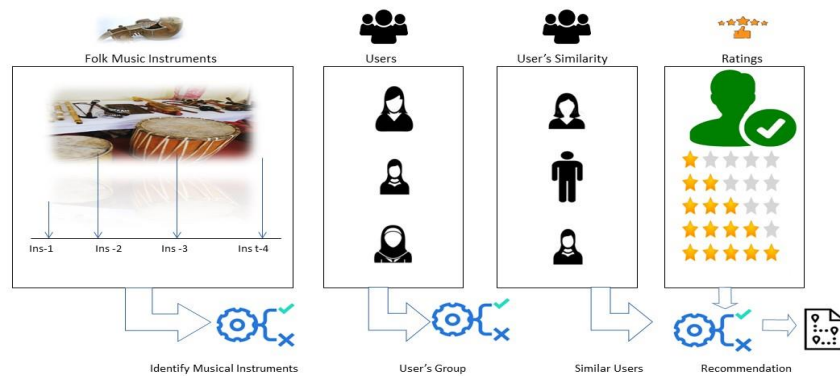 Folk Music Instruments
Users
User's Similarity
Ratings
Ins-1
Ins -2
Ins -3
Ins t-4
Identify Musical Instruments
User's Group
Similar Users
Recommendation